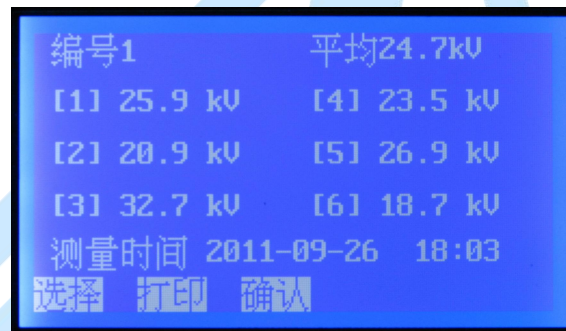 编号1 平均24.7kV
[1] 25.9 kV [4] 23.5 kV
[2] 20.9 kV [5] 26.9 kV
[3] 32.7 kV [6] 18.7 kV
测量时间 2011-09-26 18:03
选择 打印 确认